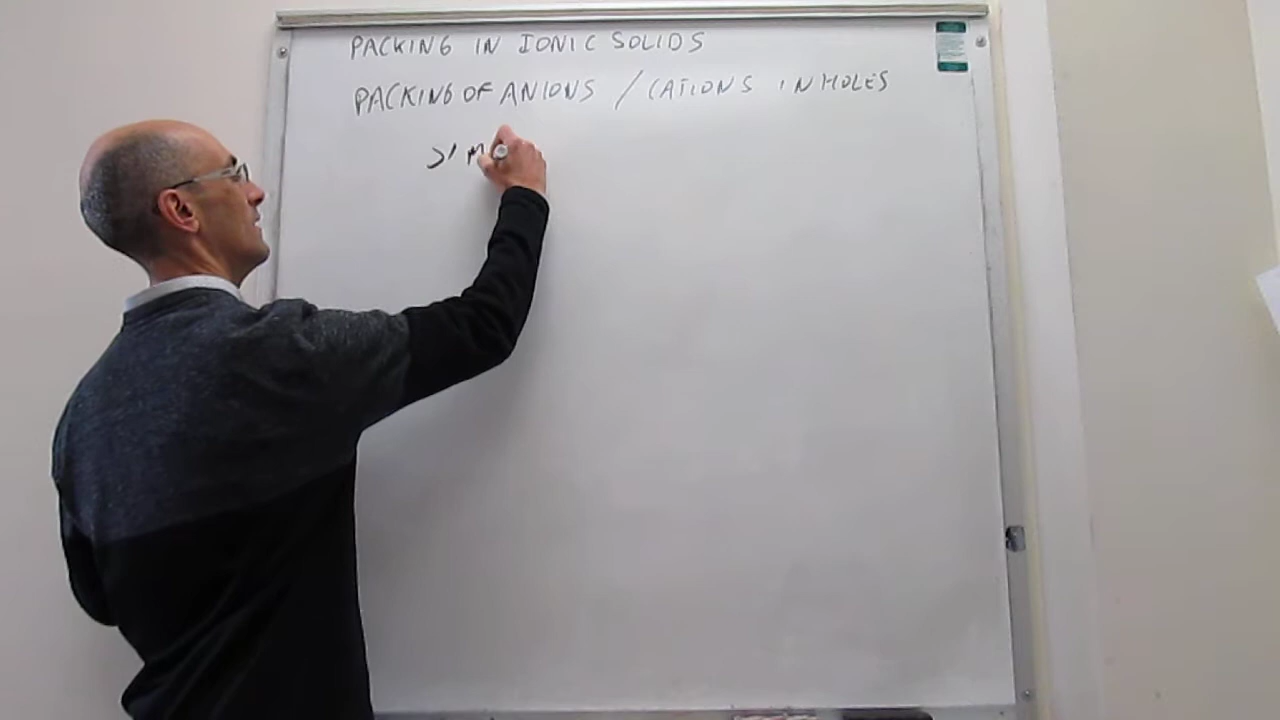 PACKING IN IONIC SOLIDS
PACKING OF ANIONS / CATIONS IN HOLES